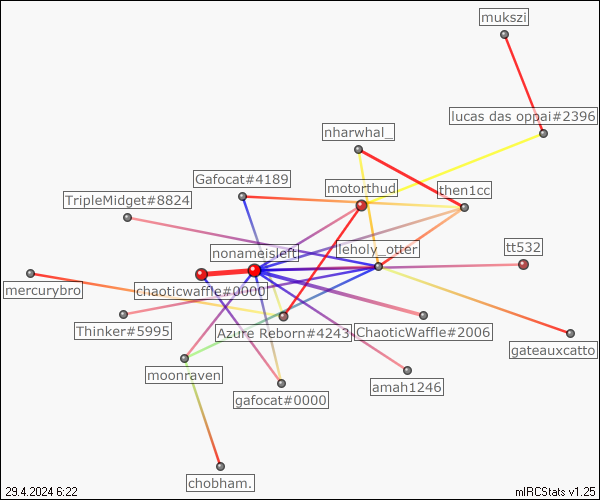 mukszi
lucas das oppai#2396
nharwhal_
Gafocat#4189
motorthud
then1cc
TripleMidget#8824
nonameisleft
leholy_otter
tt532
mercurybro
chaoticwaffle#0000
Thinker#5995
Azure Reborn#4243
ChaoticWaffle#2006
gateauxcatto
moonraven
amah1246
gafocat#0000
chobham.
29.4.2024 6:22
mIRCStats v1.25